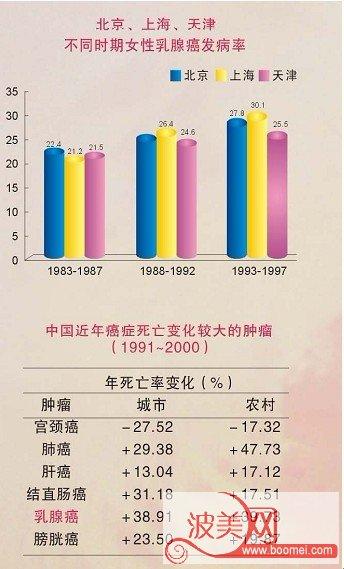 北京、上海、天津
不同时期女性乳腺癌发病率
北京 上海 天津
35
30
25
20
15
10
5
0
22.4 21.2 21.5
26.4 24.6
27.8 30.1 25.5
1983-1987 1988-1992 1993-1997
中国近年癌症死亡变化较大的肿瘤
(1991~2000)
年死亡率变化(%)
肿瘤 城市 农村
宫颈癌 -27.52 -17.32
肺癌 +29.38 +47.73
肝癌 +13.04 +17.12
结直肠癌 +31.18 +17.51
乳腺癌 +38.91
膀胱癌 +23.50 +19.87
波美网
www.boomei.com